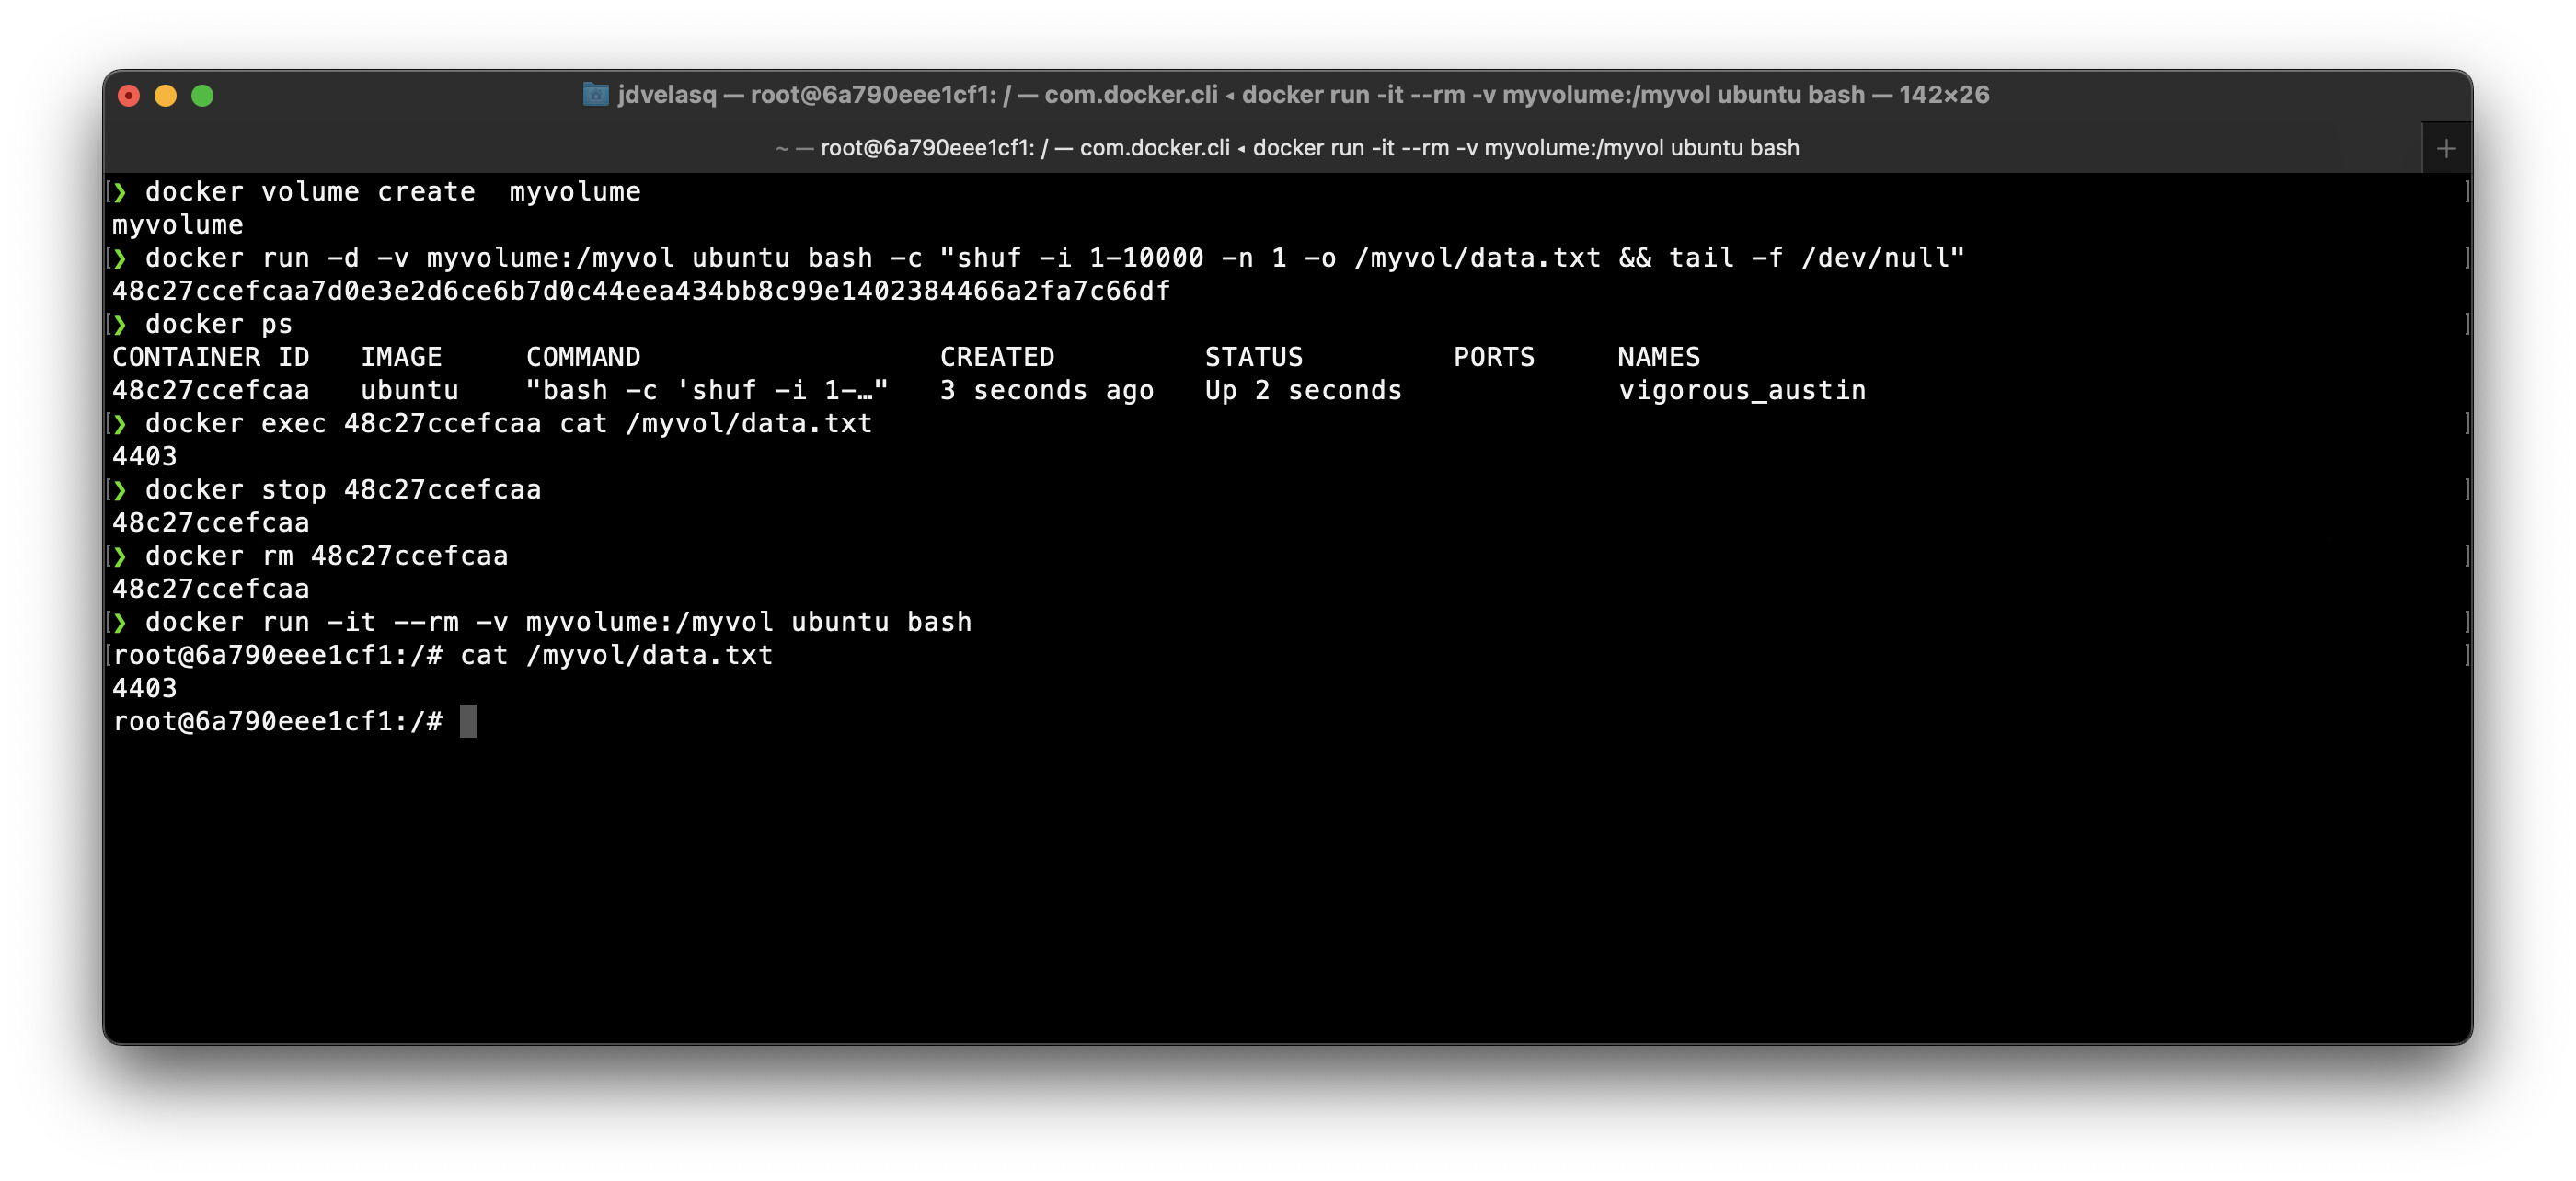 jdvelasq — root@6a790eee1cf1: / — com.docker.cli ◂ docker run -it --rm -v myvolume:/myvol ubuntu bash — 142×26
~ — root@6a790eee1cf1: / — com.docker.cli ◂ docker run -it --rm -v myvolume:/myvol ubuntu bash
+
[❯ docker volume create  myvolume ]
myvolume
[❯ docker run -d -v myvolume:/myvol ubuntu bash -c "shuf -i 1-10000 -n 1 -o /myvol/data.txt && tail -f /dev/null" ]
48c27ccefcaa7d0e3e2d6ce6b7d0c44eea434bb8c99e1402384466a2fa7c66df
[❯ docker ps ]
CONTAINER ID   IMAGE     COMMAND                  CREATED         STATUS         PORTS     NAMES
48c27ccefcaa   ubuntu    "bash -c 'shuf -i 1-…"   3 seconds ago   Up 2 seconds             vigorous_austin
[❯ docker exec 48c27ccefcaa cat /myvol/data.txt ]
4403
[❯ docker stop 48c27ccefcaa ]
48c27ccefcaa
[❯ docker rm 48c27ccefcaa ]
48c27ccefcaa
[❯ docker run -it --rm -v myvolume:/myvol ubuntu bash ]
[root@6a790eee1cf1:/# cat /myvol/data.txt ]
4403
root@6a790eee1cf1:/#